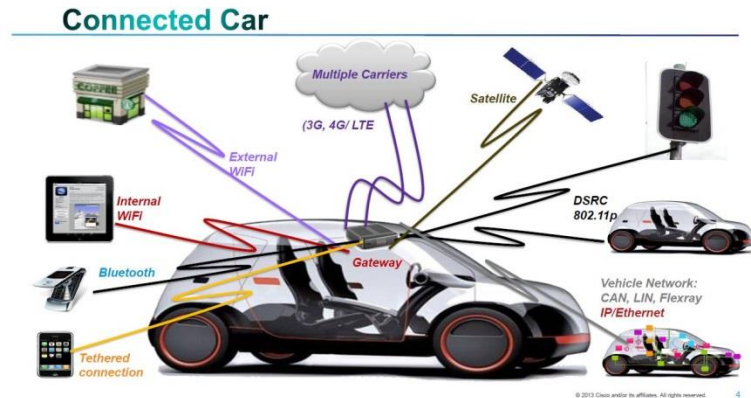 Connected Car
COFFEE
Multiple Carriers
(3G, 4G/ LTE
Satellite
External
WiFi
Internal
WiFi
DSRC
802.11p
Gateway
Bluetooth
Vehicle Network:
CAN, LIN, Flexray
IP/Ethernet
Tethered
connection
© 2013 Cisco and/or its affiliates. All rights reserved.
4